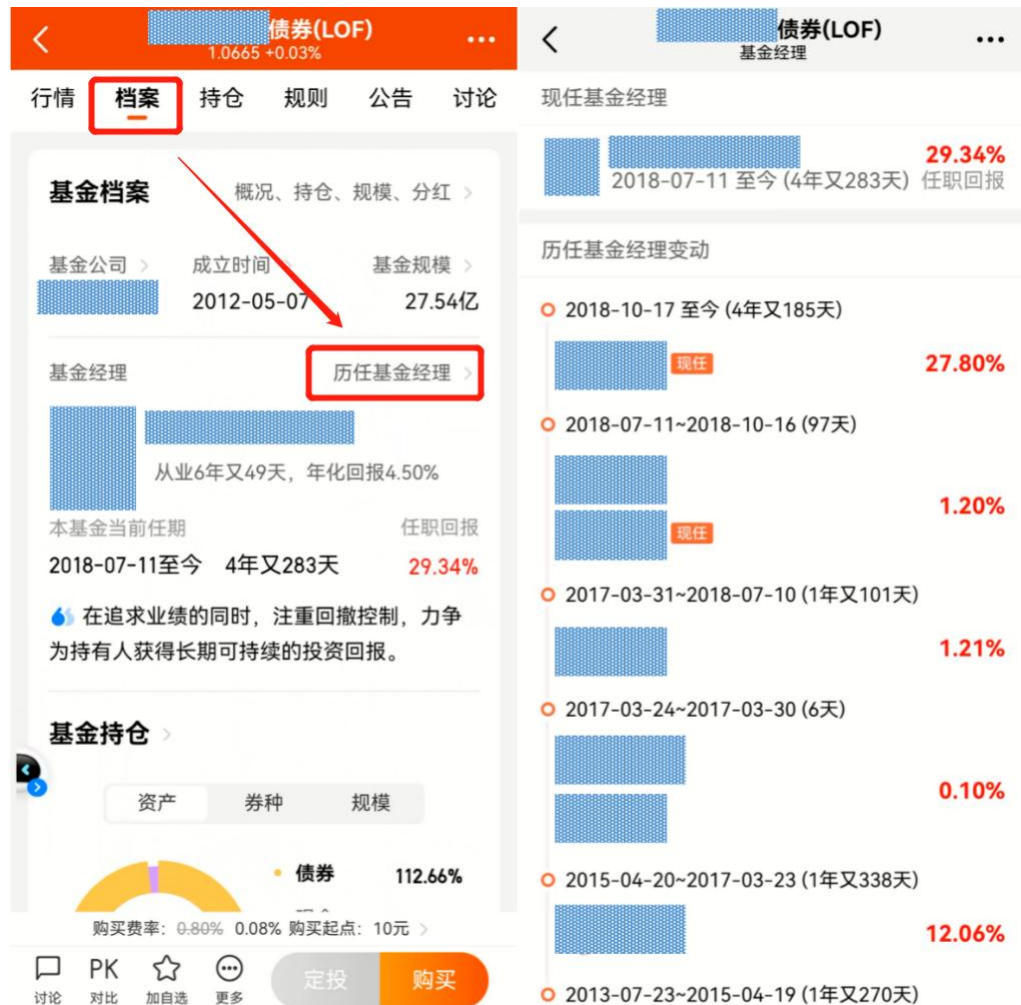 债券(LOF)
1.0665 +0.03%
行情 档案 持仓 规则 公告 讨论
基金档案 概况、持仓、规模、分红
基金公司 成立时间 基金规模
2012-05-07 27.54亿
基金经理 历任基金经理
从业6年又49天，年化回报4.50%
本基金当前任期 任职回报
2018-07-11至今 4年又283天 29.34%
在追求业绩的同时，注重回撤控制，力争
为持有人获得长期可持续的投资回报。
基金持仓
资产 券种 规模
债券 112.66%
购买费率：0.80% 0.08% 购买起点：10元
讨论 PK 对比 加自选 更多 定投 购买
债券(LOF)
基金经理
现任基金经理
29.34%
2018-07-11 至今 (4年又283天) 任职回报
历任基金经理变动
2018-10-17 至今 (4年又185天)
现任 27.80%
2018-07-11~2018-10-16 (97天)
1.20%
现任
2017-03-31~2018-07-10 (1年又101天)
1.21%
2017-03-24~2017-03-30 (6天)
0.10%
2015-04-20~2017-03-23 (1年又338天)
12.06%
2013-07-23~2015-04-19 (1年又270天)